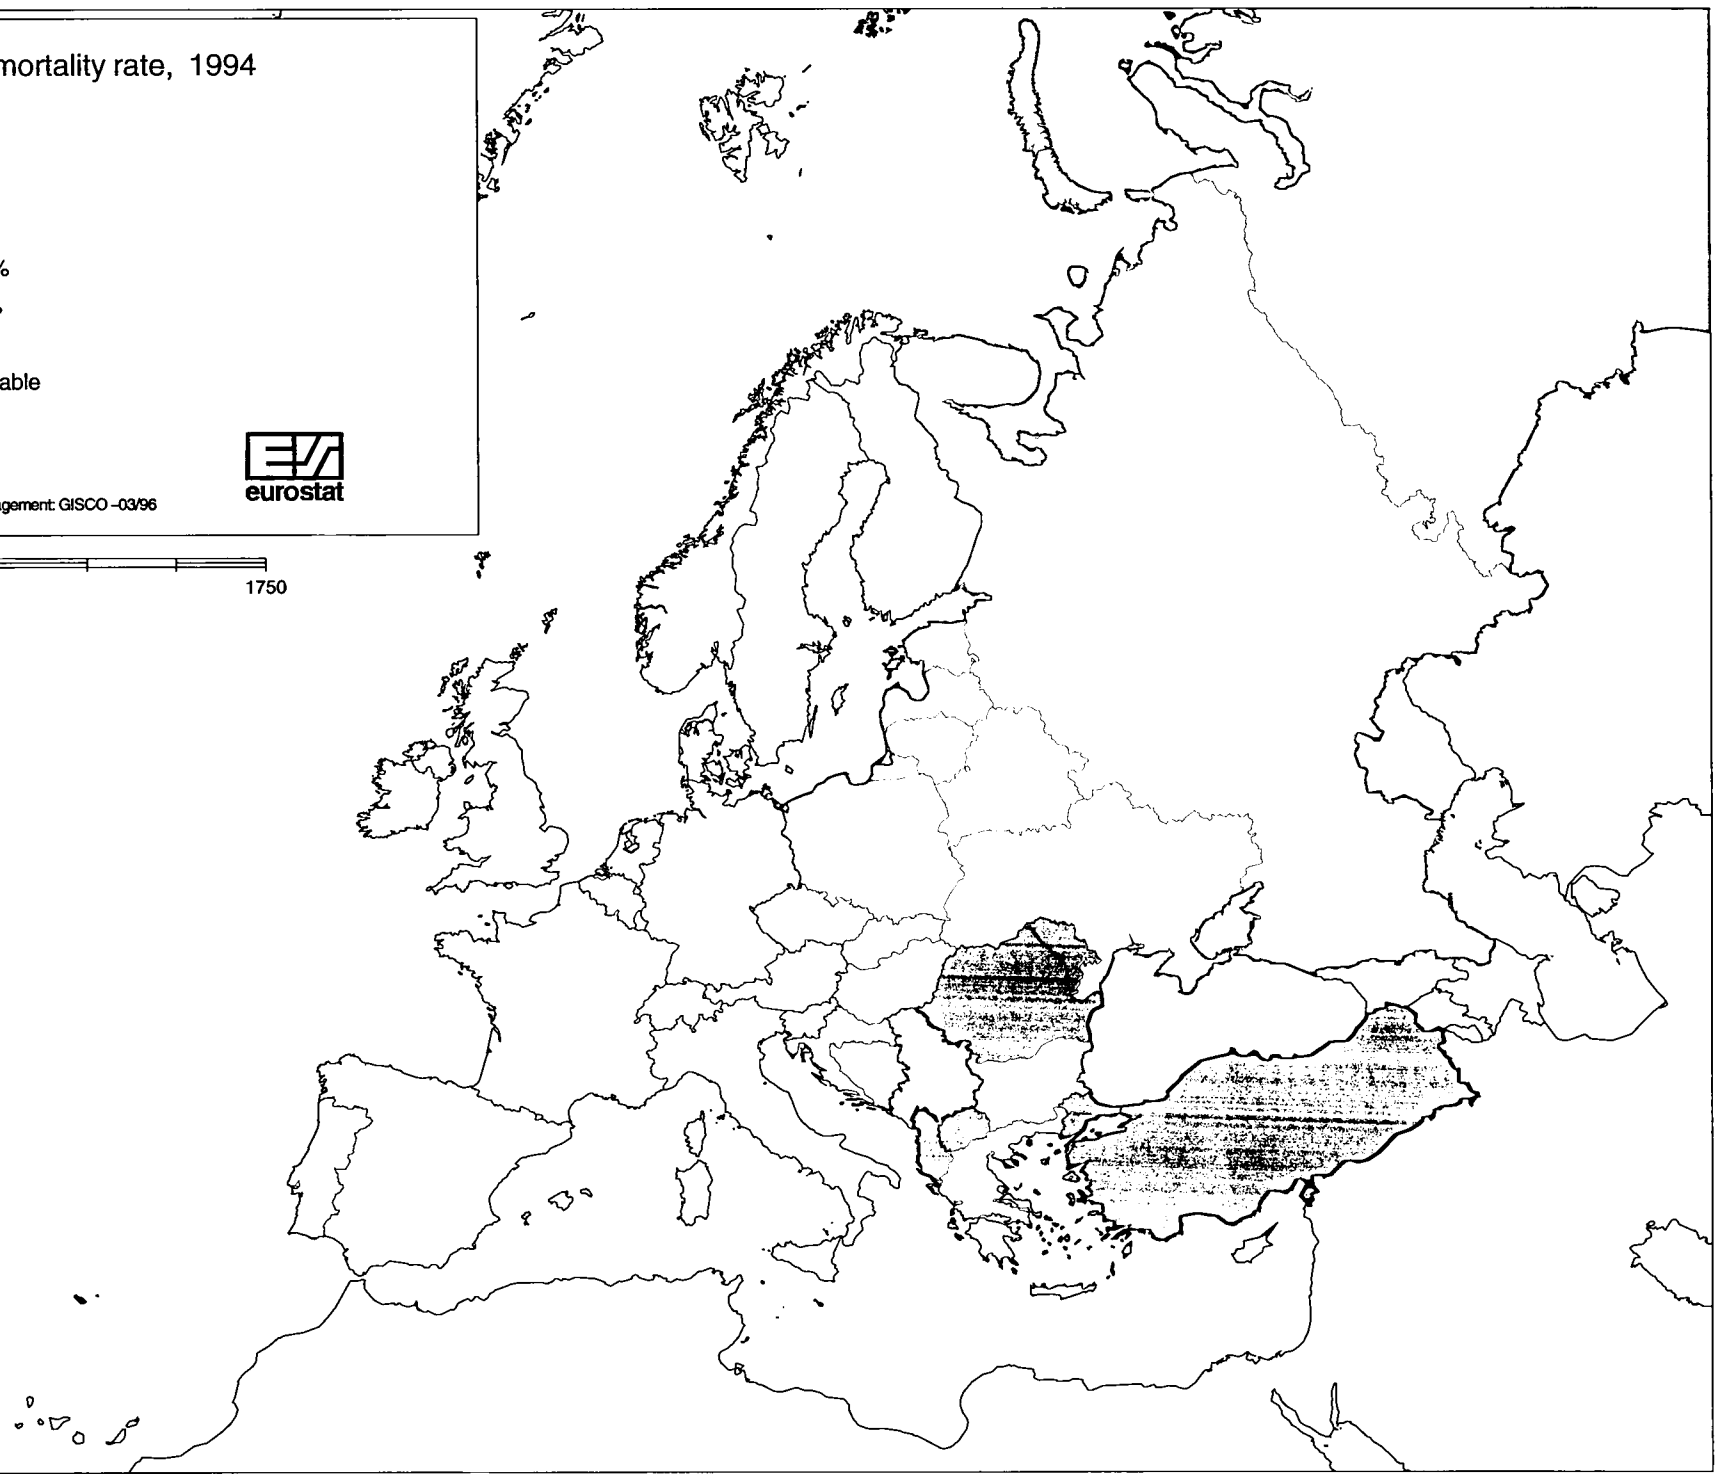 mortality rate, 1994
%
able
eurostat
agement: GISCO -03/96
1750